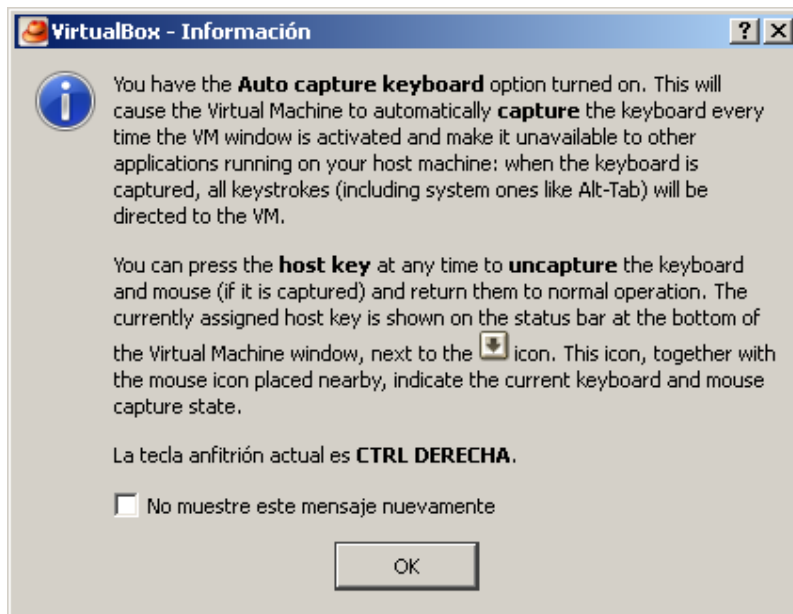 VirtualBox - Información
You have the Auto capture keyboard option turned on. This will
cause the Virtual Machine to automatically capture the keyboard every
time the VM window is activated and make it unavailable to other
applications running on your host machine: when the keyboard is
captured, all keystrokes (including system ones like Alt-Tab) will be
directed to the VM.
You can press the host key at any time to uncapture the keyboard
and mouse (if it is captured) and return them to normal operation. The
currently assigned host key is shown on the status bar at the bottom of
the Virtual Machine window, next to the icon. This icon, together with
the mouse icon placed nearby, indicate the current keyboard and mouse
capture state.
La tecla anfitrión actual es CTRL DERECHA.
No muestre este mensaje nuevamente
OK